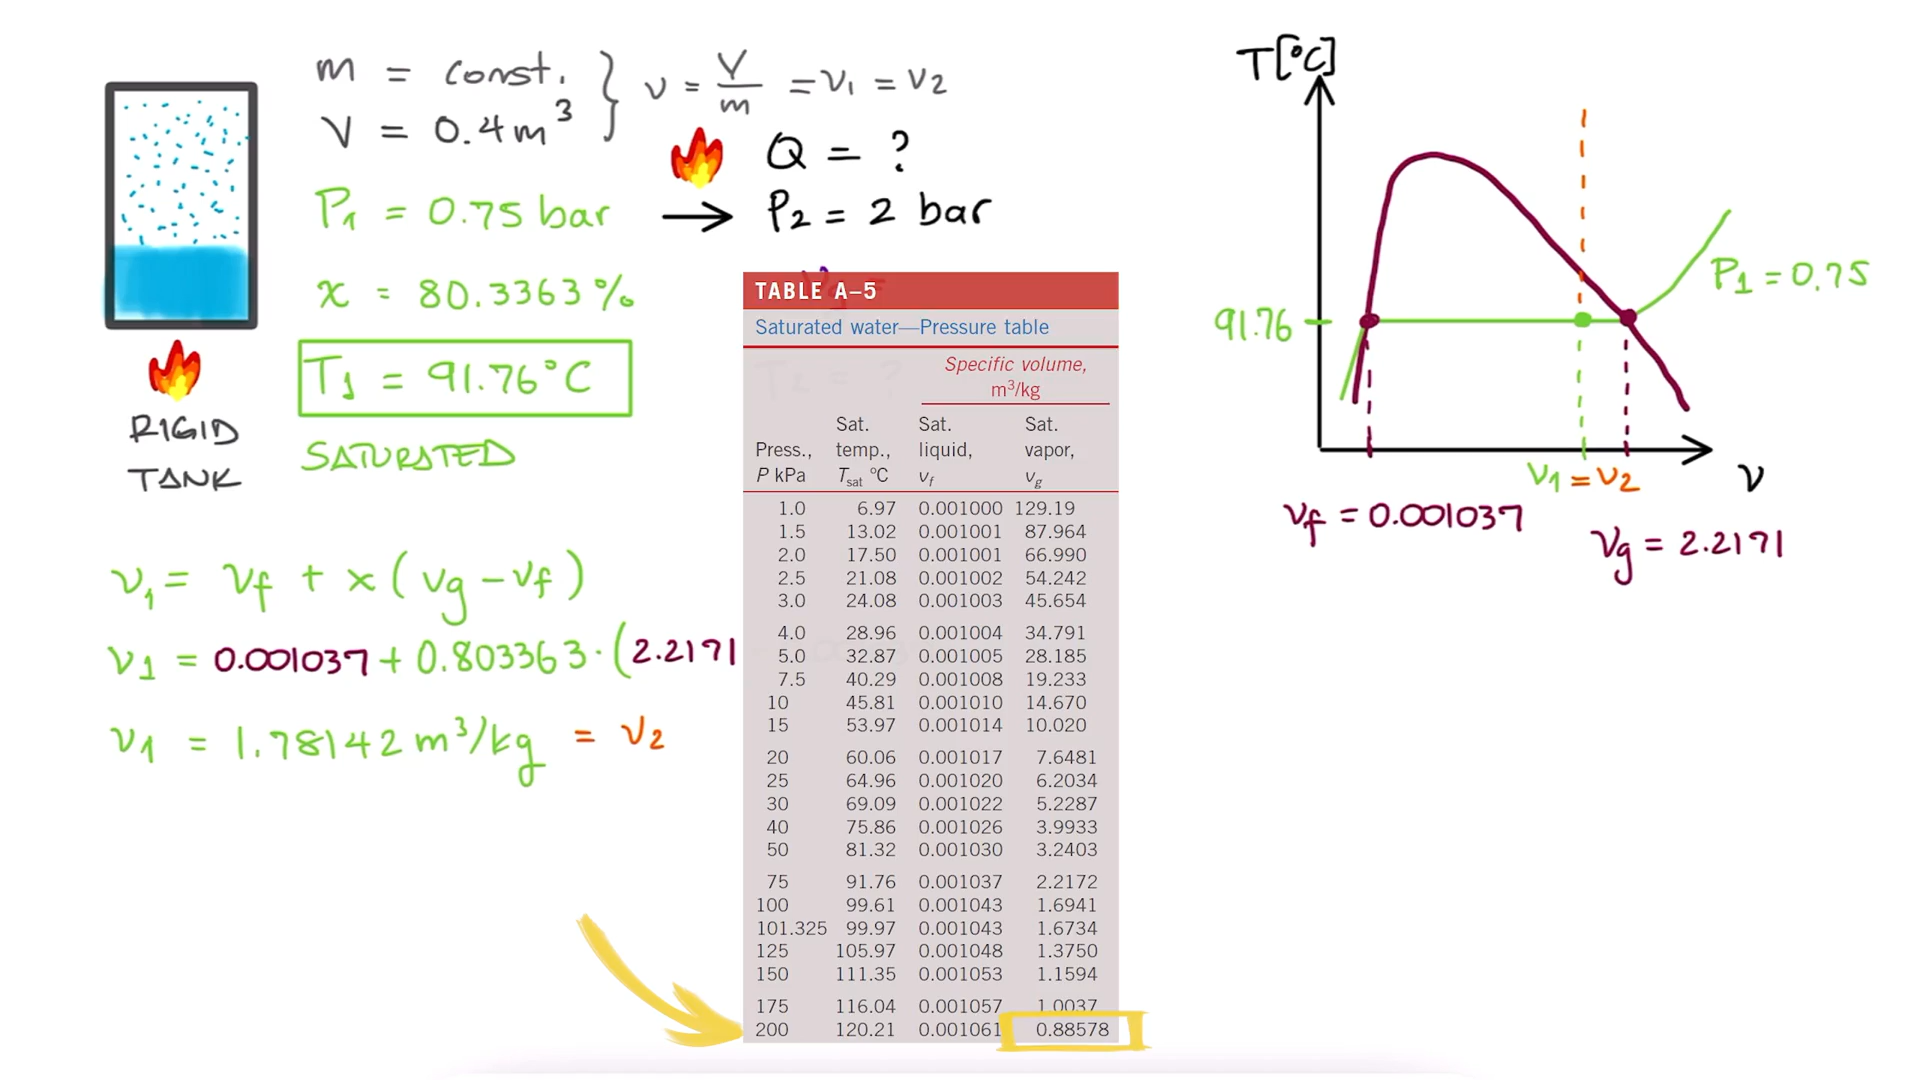 m = const.
V = 0.4 m³
v = V/m = v₁ = v₂
Q = ?
P₁ = 0.75 bar → P₂ = 2 bar
x = 80.3363 %
T₁ = 91.76°C
SATURATED
RIGID
TANK
v₁ = vf + x ( vg − vf )
v₁ = 0.001037 + 0.803363 · ( 2.2171
v₁ = 1.78142 m³/kg = v₂
TABLE A–5
Saturated water—Pressure table
Specific volume,
m³/kg
Sat. Sat. Sat.
Press., temp., liquid, vapor,
P kPa Tsat °C vf vg
1.0 6.97 0.001000 129.19
1.5 13.02 0.001001 87.964
2.0 17.50 0.001001 66.990
2.5 21.08 0.001002 54.242
3.0 24.08 0.001003 45.654
4.0 28.96 0.001004 34.791
5.0 32.87 0.001005 28.185
7.5 40.29 0.001008 19.233
10 45.81 0.001010 14.670
15 53.97 0.001014 10.020
20 60.06 0.001017 7.6481
25 64.96 0.001020 6.2034
30 69.09 0.001022 5.2287
40 75.86 0.001026 3.9933
50 81.32 0.001030 3.2403
75 91.76 0.001037 2.2172
100 99.61 0.001043 1.6941
101.325 99.97 0.001043 1.6734
125 105.97 0.001048 1.3750
150 111.35 0.001053 1.1594
175 116.04 0.001057 1.0037
200 120.21 0.001061 0.88578
T[°C]
P₁ = 0.75
91.76
v₁ = v₂
v
vf = 0.001037
vg = 2.2171